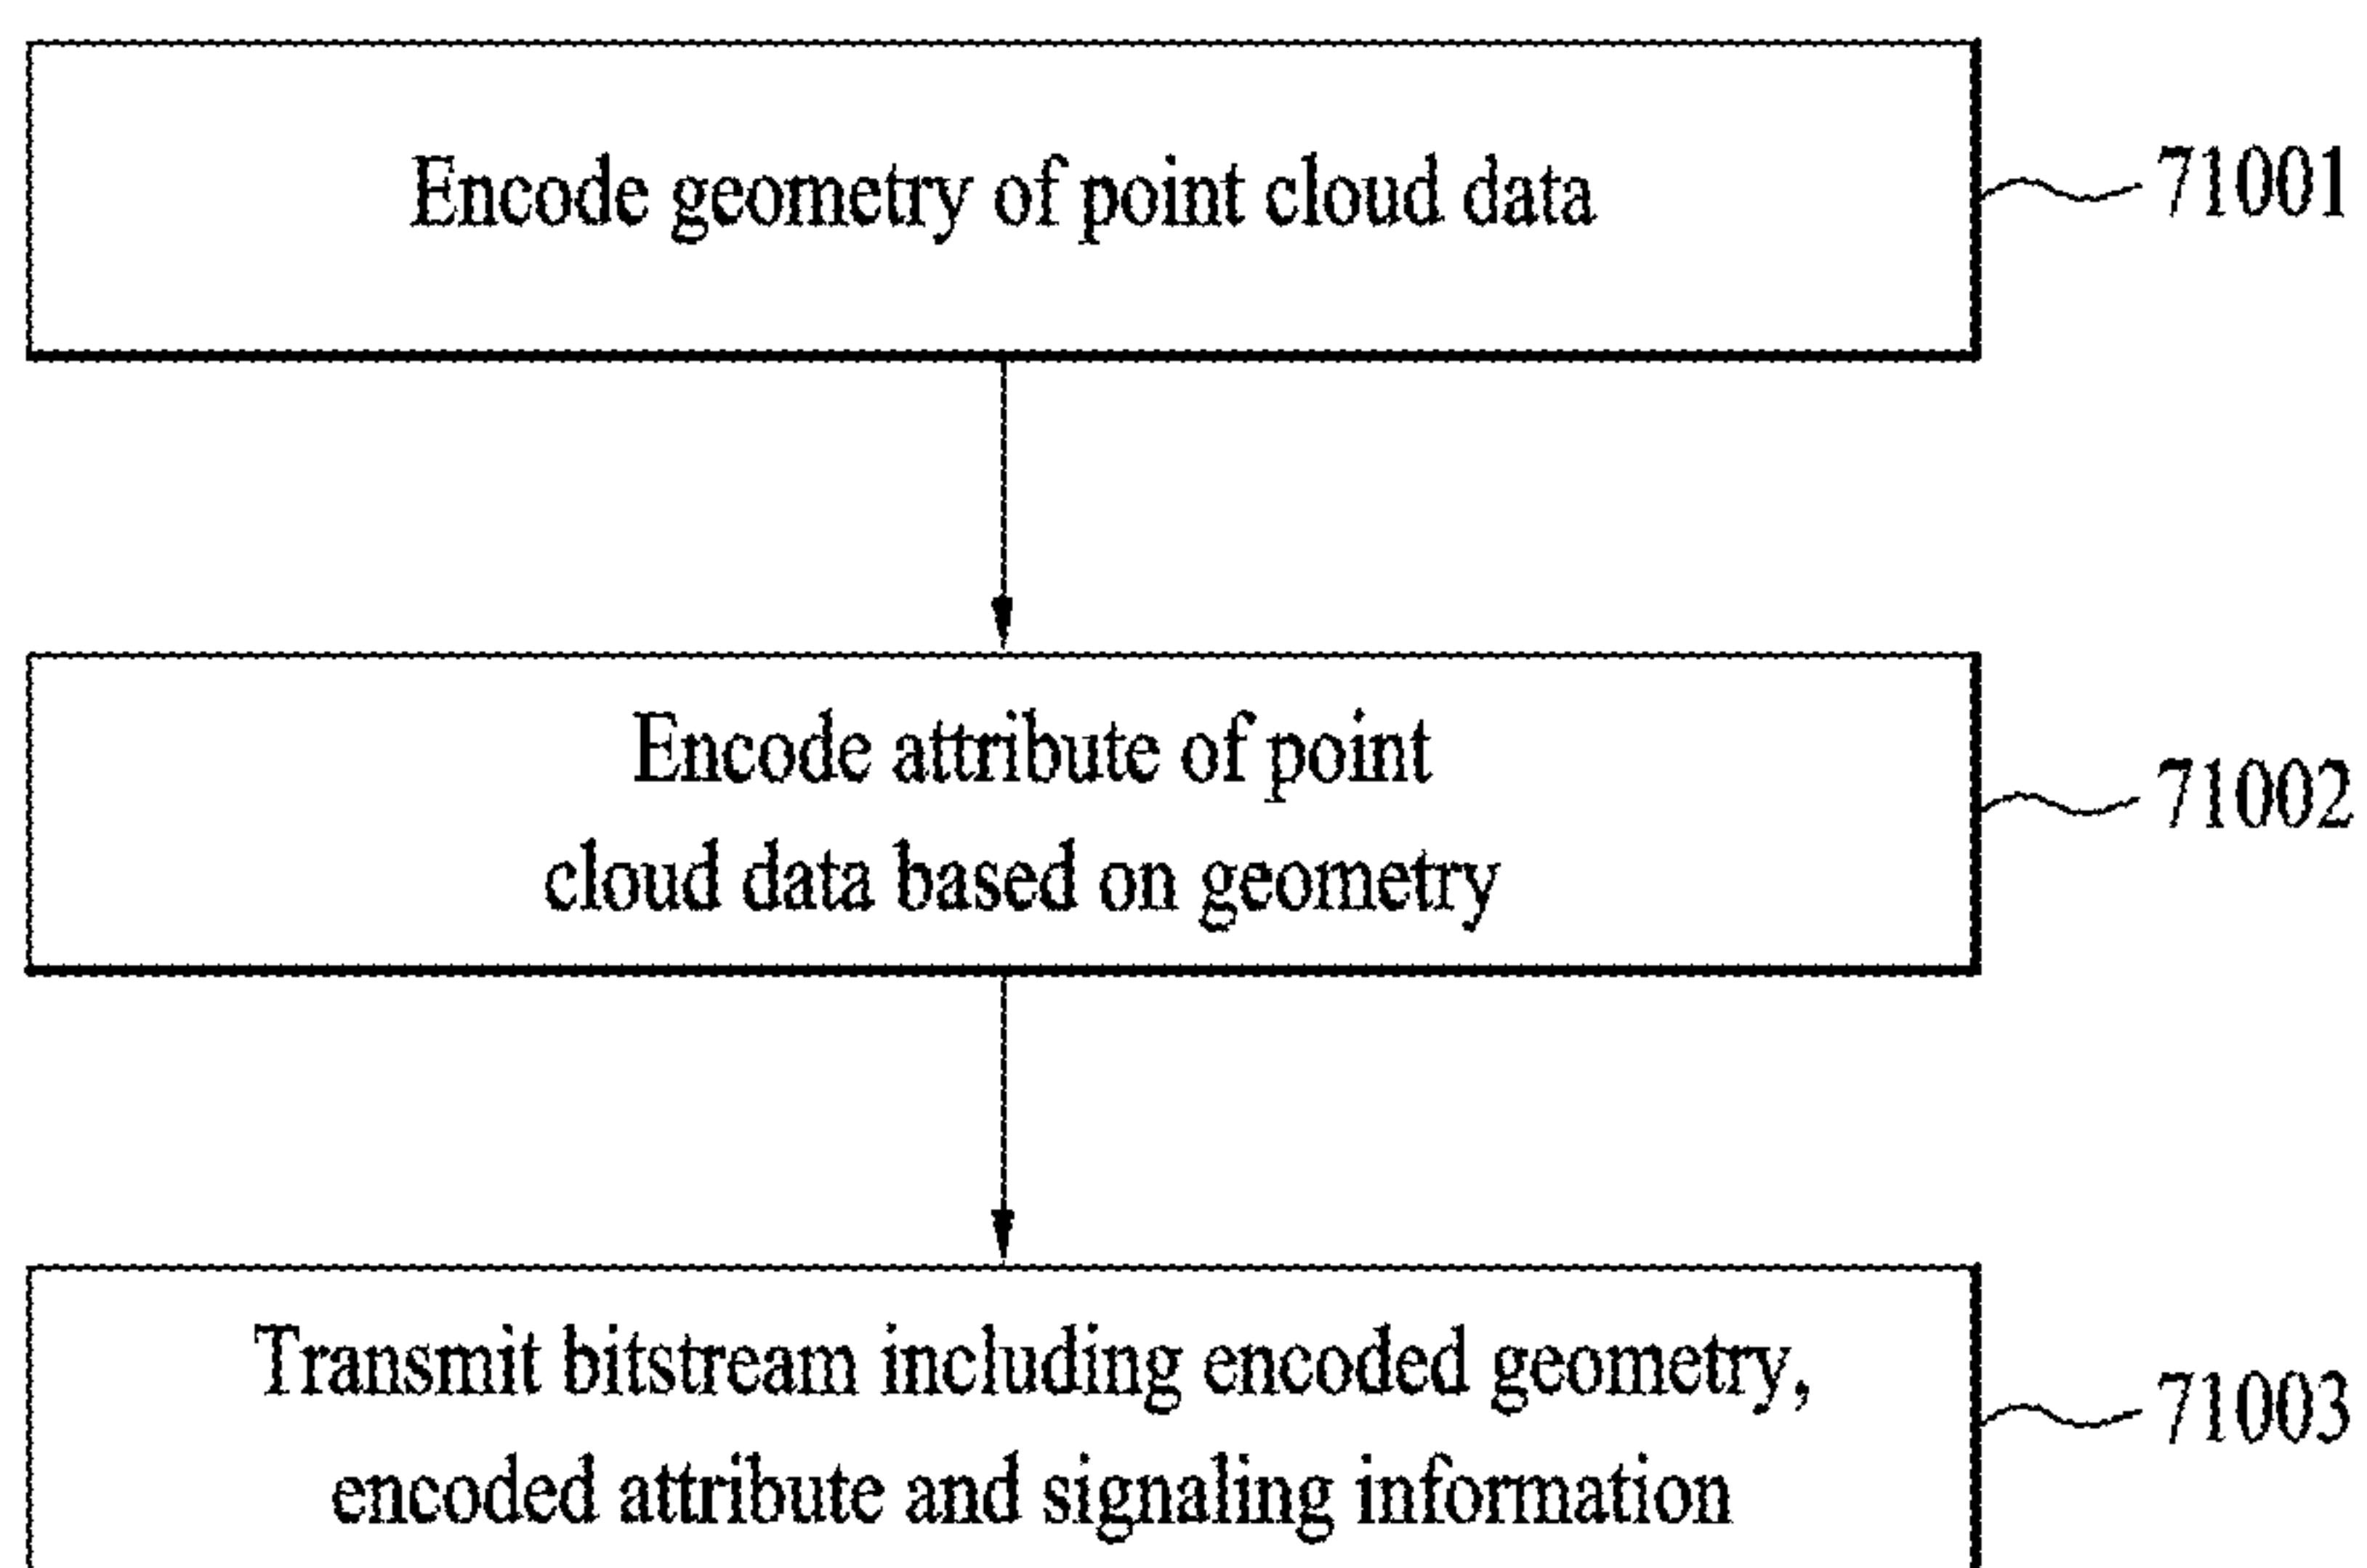 Encode geometry of point cloud data
71001
Encode attribute of point
cloud data based on geometry
71002
Transmit bitstream including encoded geometry,
encoded attribute and signaling information
71003